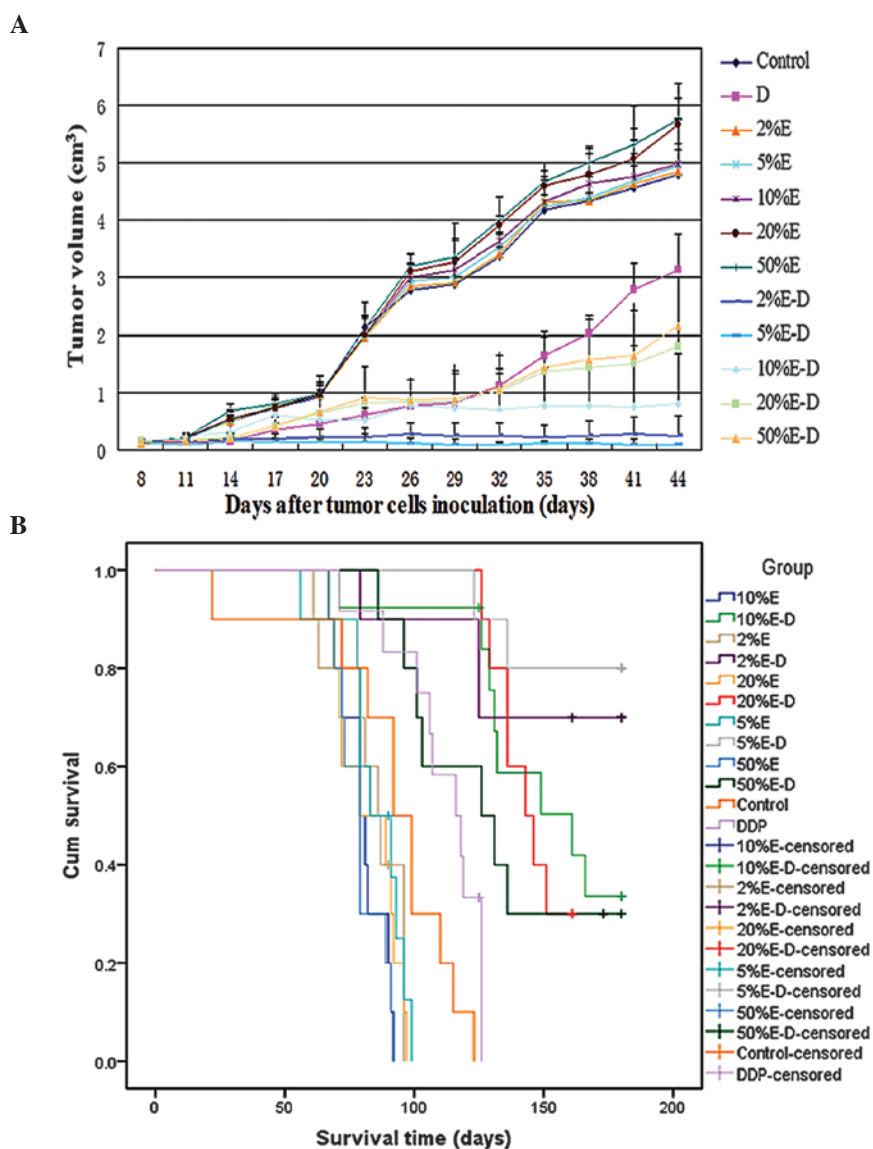 A
Tumor volume (cm³)
7
6
5
4
3
2
1
0
8 11 14 17 20 23 26 29 32 35 38 41 44
Days after tumor cells inoculation (days)
Control
D
2%E
5%E
10%E
20%E
50%E
2%E-D
5%E-D
10%E-D
20%E-D
50%E-D
B
Cum survival
1.0
0.8
0.6
0.4
0.2
0.0
0 50 100 150 200
Survival time (days)
Group
10%E
10%E-D
2%E
2%E-D
20%E
20%E-D
5%E
5%E-D
50%E
50%E-D
Control
DDP
10%E-censored
10%E-D-censored
2%E-censored
2%E-D-censored
20%E-censored
20%E-D-censored
5%E-censored
5%E-D-censored
50%E-censored
50%E-D-censored
Control-censored
DDP-censored